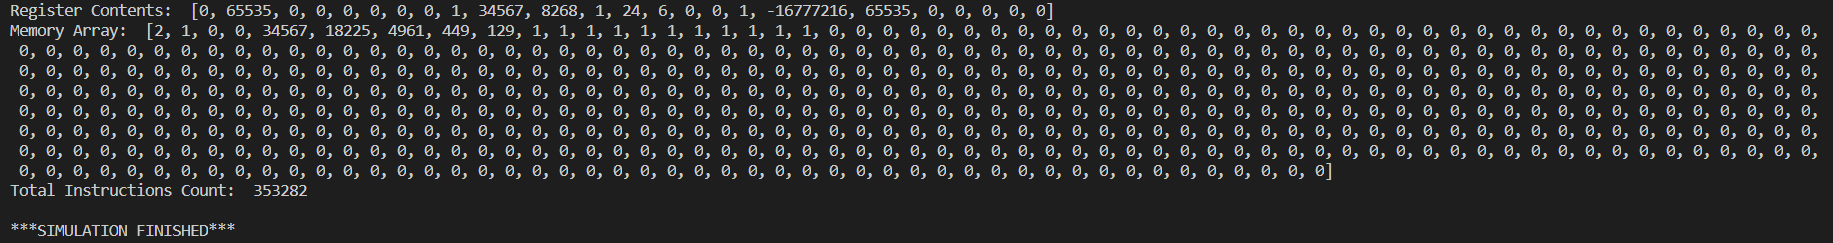 Register Contents:  [0, 65535, 0, 0, 0, 0, 0, 0, 1, 34567, 8268, 1, 24, 6, 0, 0, 1, -16777216, 65535, 0, 0, 0, 0, 0]
Memory Array:  [2, 1, 0, 0, 34567, 18225, 4961, 449, 129, 1, 1, 1, 1, 1, 1, 1, 1, 1, 1, 1, 0, 0, 0, 0, 0, 0, 0, 0, 0, 0, 0, 0, 0, 0, 0, 0, 0, 0, 0, 0, 0, 0, 0, 0, 0, 0, 0, 0, 0, 0, 0, 0, 0, 0, 0, 0, 0,
0, 0, 0, 0, 0, 0, 0, 0, 0, 0, 0, 0, 0, 0, 0, 0, 0, 0, 0, 0, 0, 0, 0, 0, 0, 0, 0, 0, 0, 0, 0, 0, 0, 0, 0, 0, 0, 0, 0, 0, 0, 0, 0, 0, 0, 0, 0, 0, 0, 0, 0, 0, 0, 0, 0, 0, 0, 0, 0, 0, 0, 0, 0, 0, 0, 0, 0,
0, 0, 0, 0, 0, 0, 0, 0, 0, 0, 0, 0, 0, 0, 0, 0, 0, 0, 0, 0, 0, 0, 0, 0, 0, 0, 0, 0, 0, 0, 0, 0, 0, 0, 0, 0, 0, 0, 0, 0, 0, 0, 0, 0, 0, 0, 0, 0, 0, 0, 0, 0, 0, 0, 0, 0, 0, 0, 0, 0, 0, 0, 0, 0, 0, 0, 0,
0, 0, 0, 0, 0, 0, 0, 0, 0, 0, 0, 0, 0, 0, 0, 0, 0, 0, 0, 0, 0, 0, 0, 0, 0, 0, 0, 0, 0, 0, 0, 0, 0, 0, 0, 0, 0, 0, 0, 0, 0, 0, 0, 0, 0, 0, 0, 0, 0, 0, 0, 0, 0, 0, 0, 0, 0, 0, 0, 0, 0, 0, 0, 0, 0, 0, 0,
0, 0, 0, 0, 0, 0, 0, 0, 0, 0, 0, 0, 0, 0, 0, 0, 0, 0, 0, 0, 0, 0, 0, 0, 0, 0, 0, 0, 0, 0, 0, 0, 0, 0, 0, 0, 0, 0, 0, 0, 0, 0, 0, 0, 0, 0, 0, 0, 0, 0, 0, 0, 0, 0, 0, 0, 0, 0, 0, 0, 0, 0, 0, 0, 0, 0, 0,
0, 0, 0, 0, 0, 0, 0, 0, 0, 0, 0, 0, 0, 0, 0, 0, 0, 0, 0, 0, 0, 0, 0, 0, 0, 0, 0, 0, 0, 0, 0, 0, 0, 0, 0, 0, 0, 0, 0, 0, 0, 0, 0, 0, 0, 0, 0, 0, 0, 0, 0, 0, 0, 0, 0, 0, 0, 0, 0, 0, 0, 0, 0, 0, 0, 0, 0,
0, 0, 0, 0, 0, 0, 0, 0, 0, 0, 0, 0, 0, 0, 0, 0, 0, 0, 0, 0, 0, 0, 0, 0, 0, 0, 0, 0, 0, 0, 0, 0, 0, 0, 0, 0, 0, 0, 0, 0, 0, 0, 0, 0, 0, 0, 0, 0, 0, 0, 0, 0, 0, 0, 0, 0, 0, 0, 0, 0, 0, 0, 0, 0, 0, 0, 0,
0, 0, 0, 0, 0, 0, 0, 0, 0, 0, 0, 0, 0, 0, 0, 0, 0, 0, 0, 0, 0, 0, 0, 0, 0, 0, 0, 0, 0, 0, 0, 0, 0, 0, 0, 0, 0, 0, 0, 0, 0, 0, 0, 0, 0, 0, 0, 0, 0]
Total Instructions Count:  353282
***SIMULATION FINISHED***